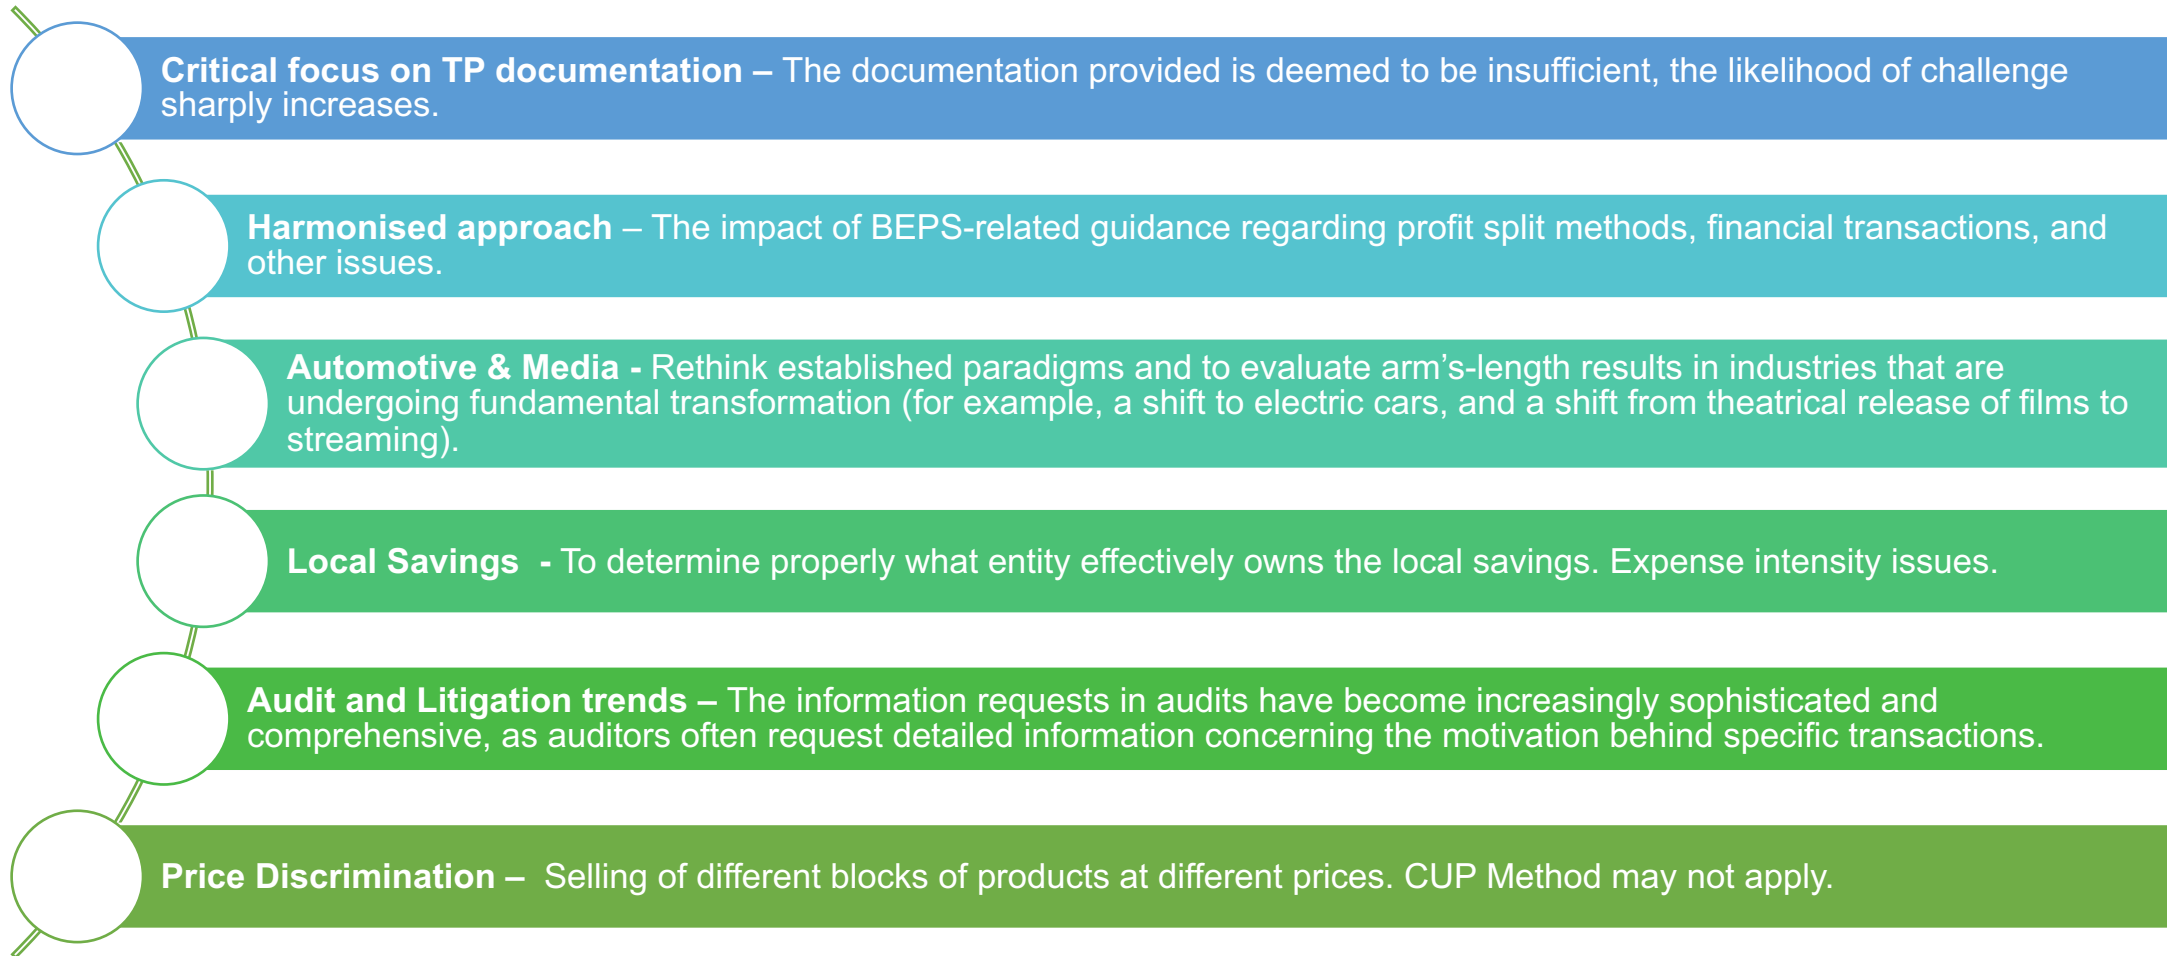 Critical focus on TP documentation – The documentation provided is deemed to be insufficient, the likelihood of challenge
sharply increases.
Harmonised approach – The impact of BEPS-related guidance regarding profit split methods, financial transactions, and
other issues.
Automotive & Media - Rethink established paradigms and to evaluate arm’s-length results in industries that are
undergoing fundamental transformation (for example, a shift to electric cars, and a shift from theatrical release of films to
streaming).
Local Savings  - To determine properly what entity effectively owns the local savings. Expense intensity issues.
Audit and Litigation trends – The information requests in audits have become increasingly sophisticated and
comprehensive, as auditors often request detailed information concerning the motivation behind specific transactions.
Price Discrimination –  Selling of different blocks of products at different prices. CUP Method may not apply.